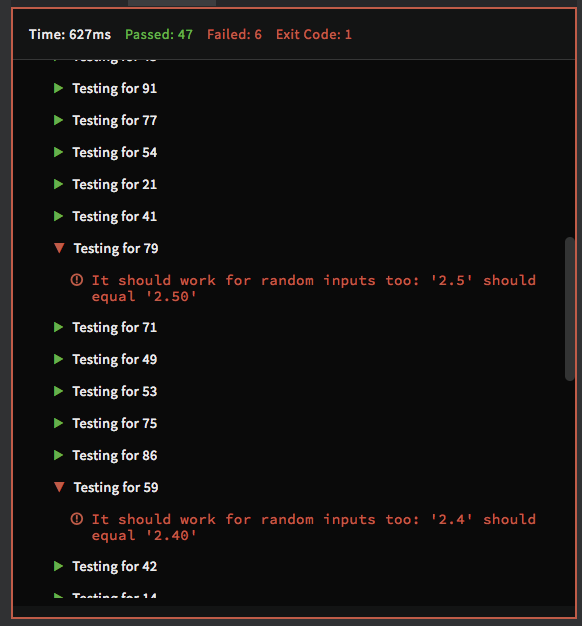 Time: 627ms Passed: 47 Failed: 6 Exit Code: 1
Testing for 91
Testing for 77
Testing for 54
Testing for 21
Testing for 41
Testing for 79
It should work for random inputs too: '2.5' should
equal '2.50'
Testing for 71
Testing for 49
Testing for 53
Testing for 75
Testing for 86
Testing for 59
It should work for random inputs too: '2.4' should
equal '2.40'
Testing for 42
Testing for 14